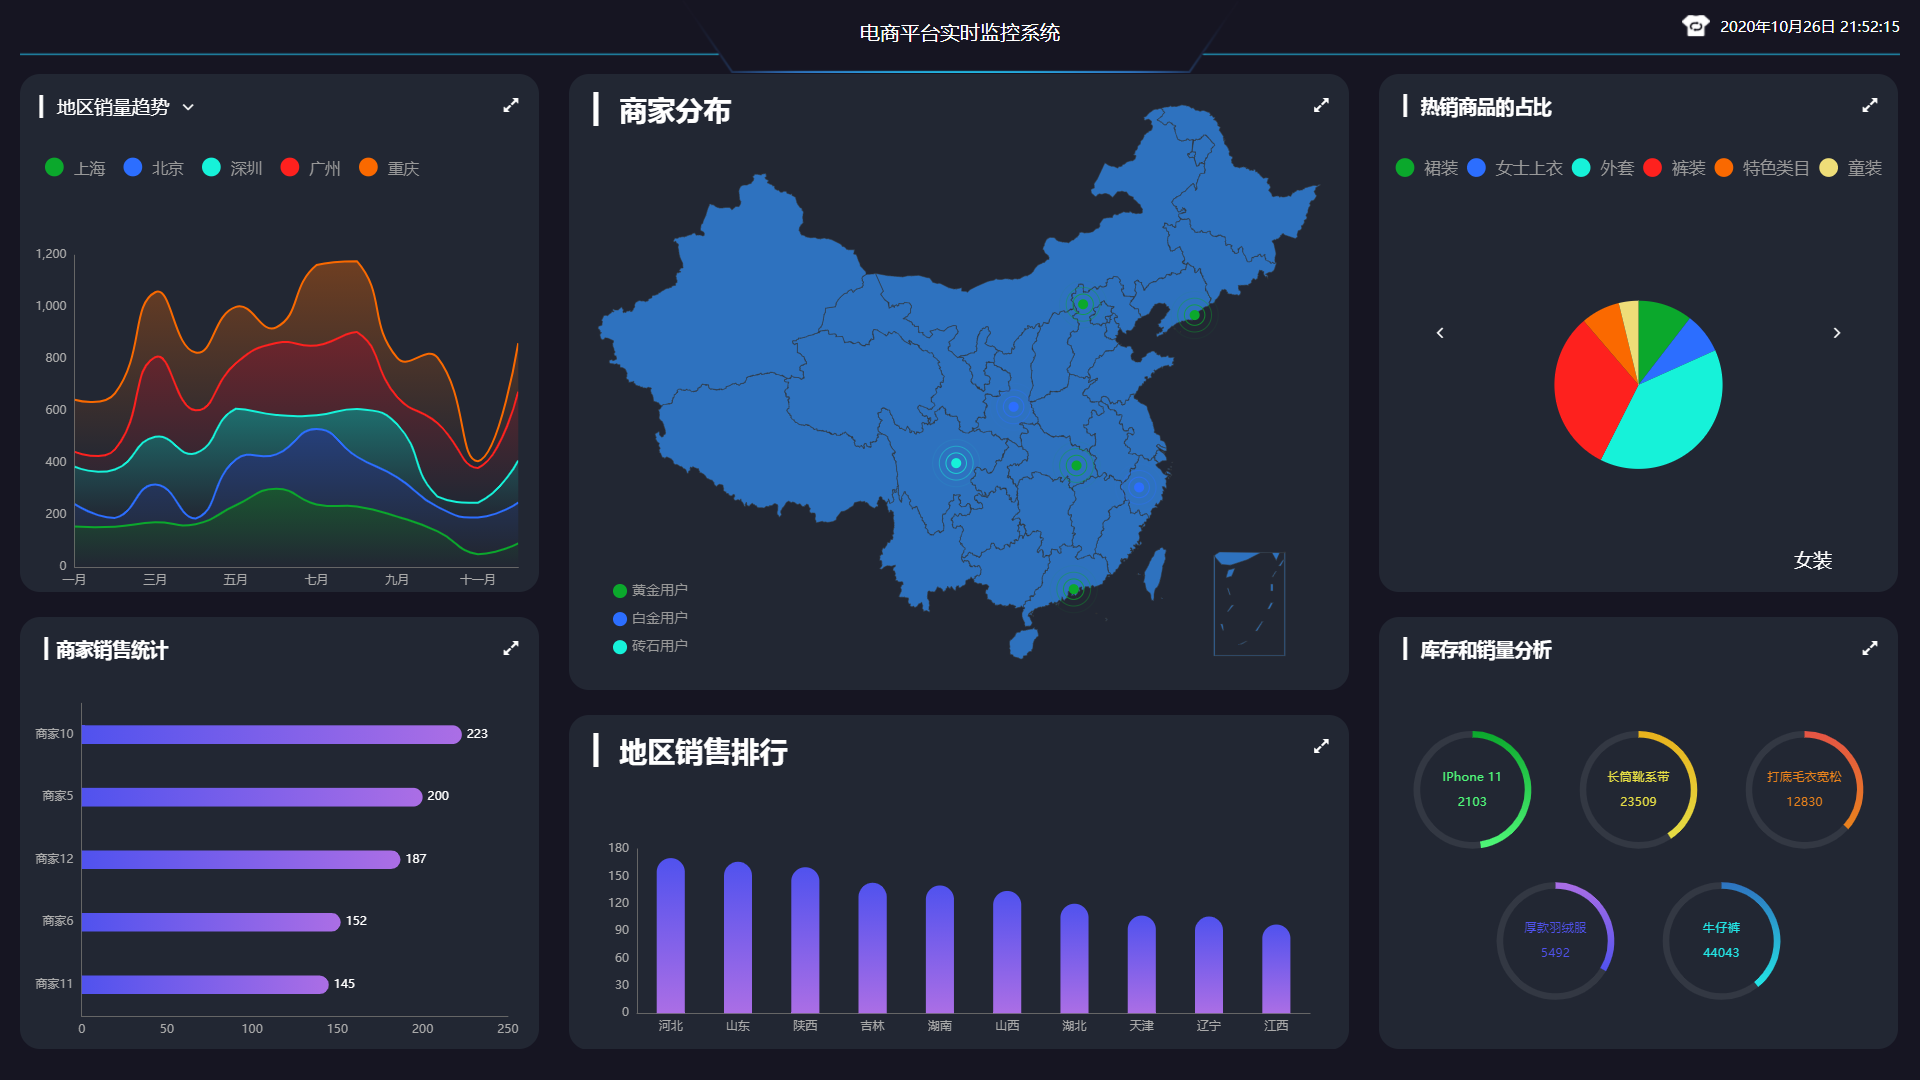 电商平台实时监控系统
2020年10月26日 21:52:15
地区销量趋势
上海 北京 深圳 广州 重庆
1,200
1,000
800
600
400
200
0
一月 三月 五月 七月 九月 十一月
商家销售统计
商家10 223
商家5 200
商家12 187
商家6 152
商家11 145
0 50 100 150 200 250
商家分布
黄金用户
白金用户
砖石用户
地区销售排行
180
150
120
90
60
30
0
河北 山东 陕西 吉林 湖南 山西 湖北 天津 辽宁 江西
热销商品的占比
裙装 女士上衣 外套 裤装 特色类目 童装
女装
库存和销量分析
IPhone 11
2103
长筒靴系带
23509
打底毛衣宽松
12830
厚款羽绒服
5492
牛仔裤
44043